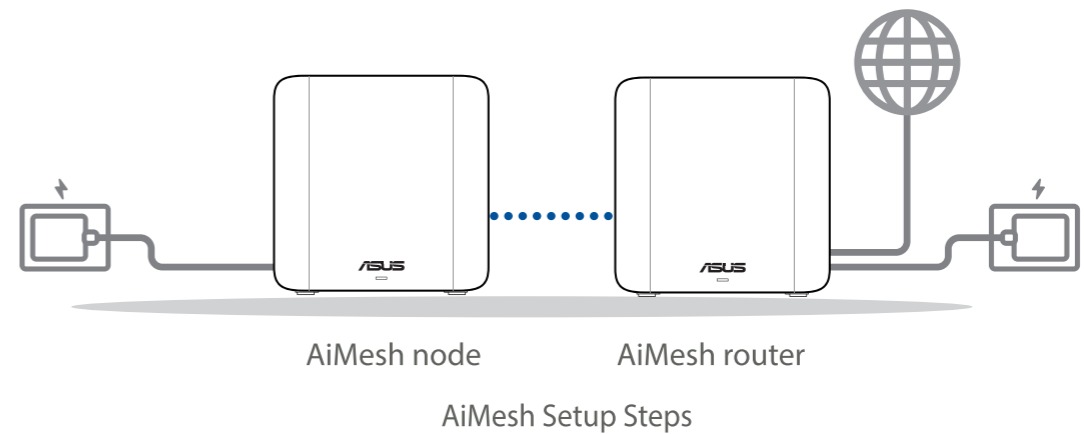 ASUS
ASUS
AiMesh node
AiMesh router
AiMesh Setup Steps